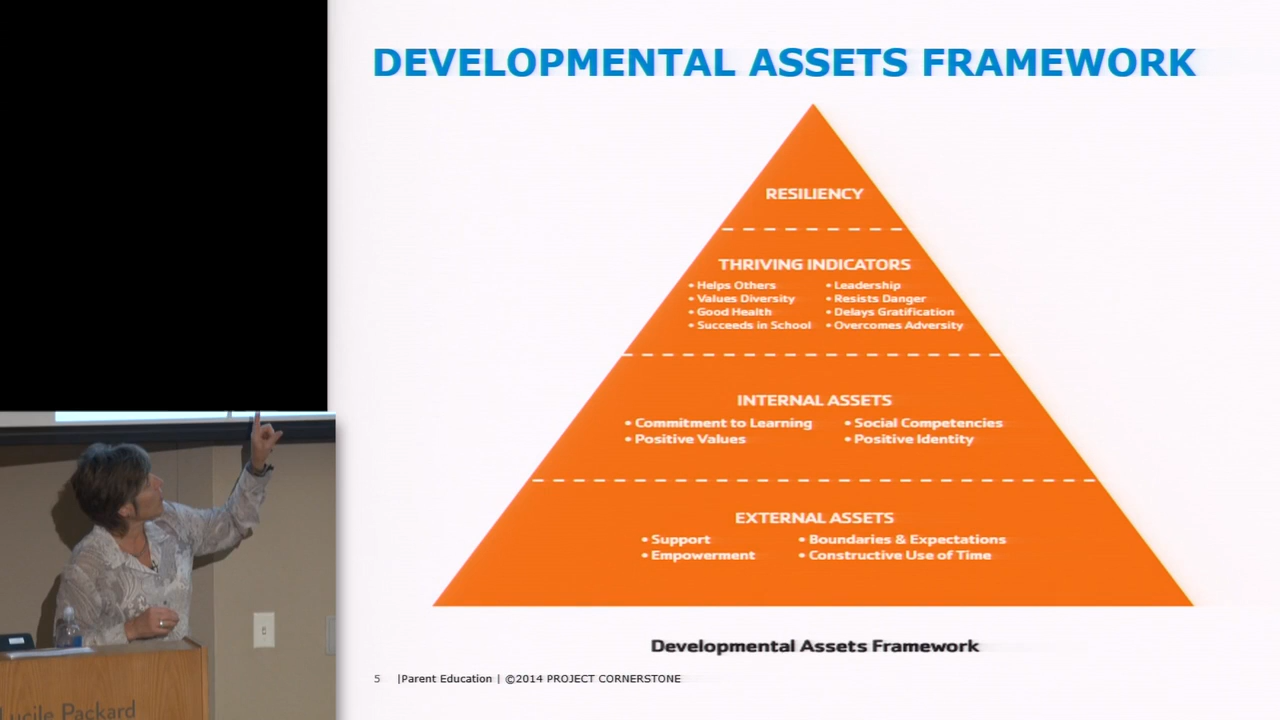 DEVELOPMENTAL ASSETS FRAMEWORK
RESILIENCY
THRIVING INDICATORS
• Helps Others • Leadership
• Values Diversity • Resists Danger
• Good Health • Delays Gratification
• Succeeds in School • Overcomes Adversity
INTERNAL ASSETS
• Commitment to Learning • Social Competencies
• Positive Values • Positive Identity
EXTERNAL ASSETS
• Support • Boundaries & Expectations
• Empowerment • Constructive Use of Time
Developmental Assets Framework
5 |Parent Education | ©2014 PROJECT CORNERSTONE
Lucile Packard